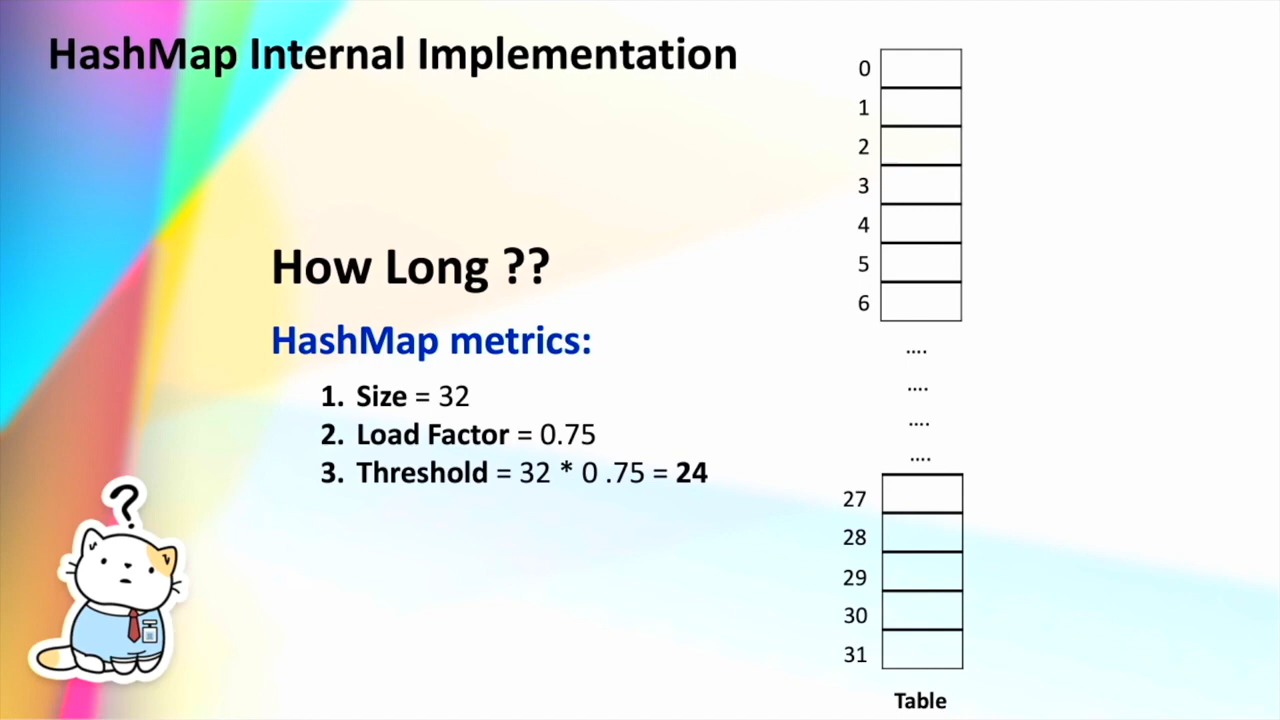 HashMap Internal Implementation
How Long ??
HashMap metrics:
1. Size = 32
2. Load Factor = 0.75
3. Threshold = 32 * 0 .75 = 24
?
0
1
2
3
4
5
6
....
....
....
....
27
28
29
30
31
Table